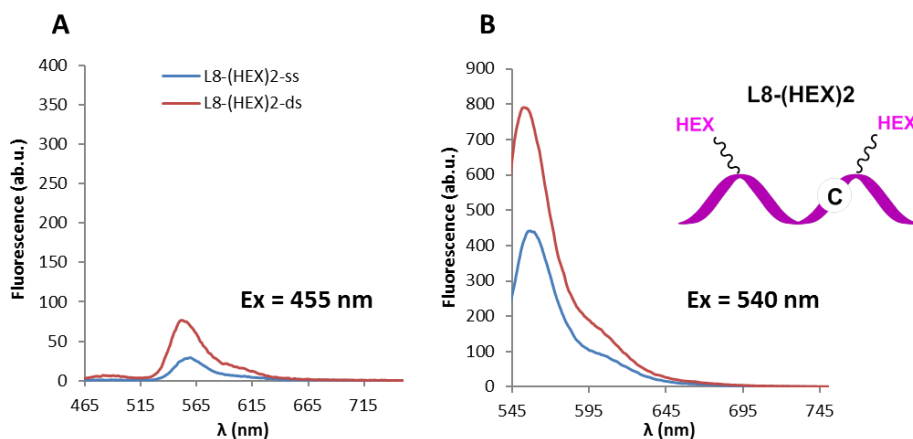 A
Fluorescence (ab.u.)
400
350
300
250
200
150
100
50
0
L8-(HEX)2-ss
L8-(HEX)2-ds
Ex = 455 nm
465 515 565 615 665 715
λ (nm)
B
Fluorescence (ab.u.)
900
800
700
600
500
400
300
200
100
0
L8-(HEX)2
HEX HEX
C
Ex = 540 nm
545 595 645 695 745
λ (nm)